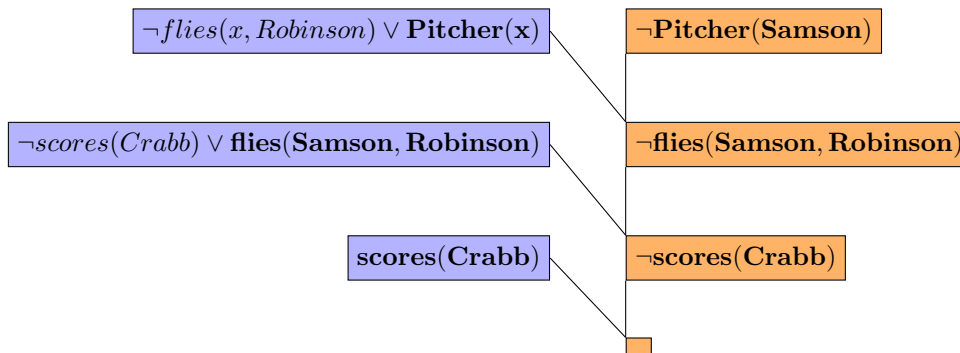 ¬flies(x, Robinson) ∨ Pitcher(x)
¬Pitcher(Samson)
¬scores(Crabb) ∨ flies(Samson, Robinson)
¬flies(Samson, Robinson)
scores(Crabb)
¬scores(Crabb)